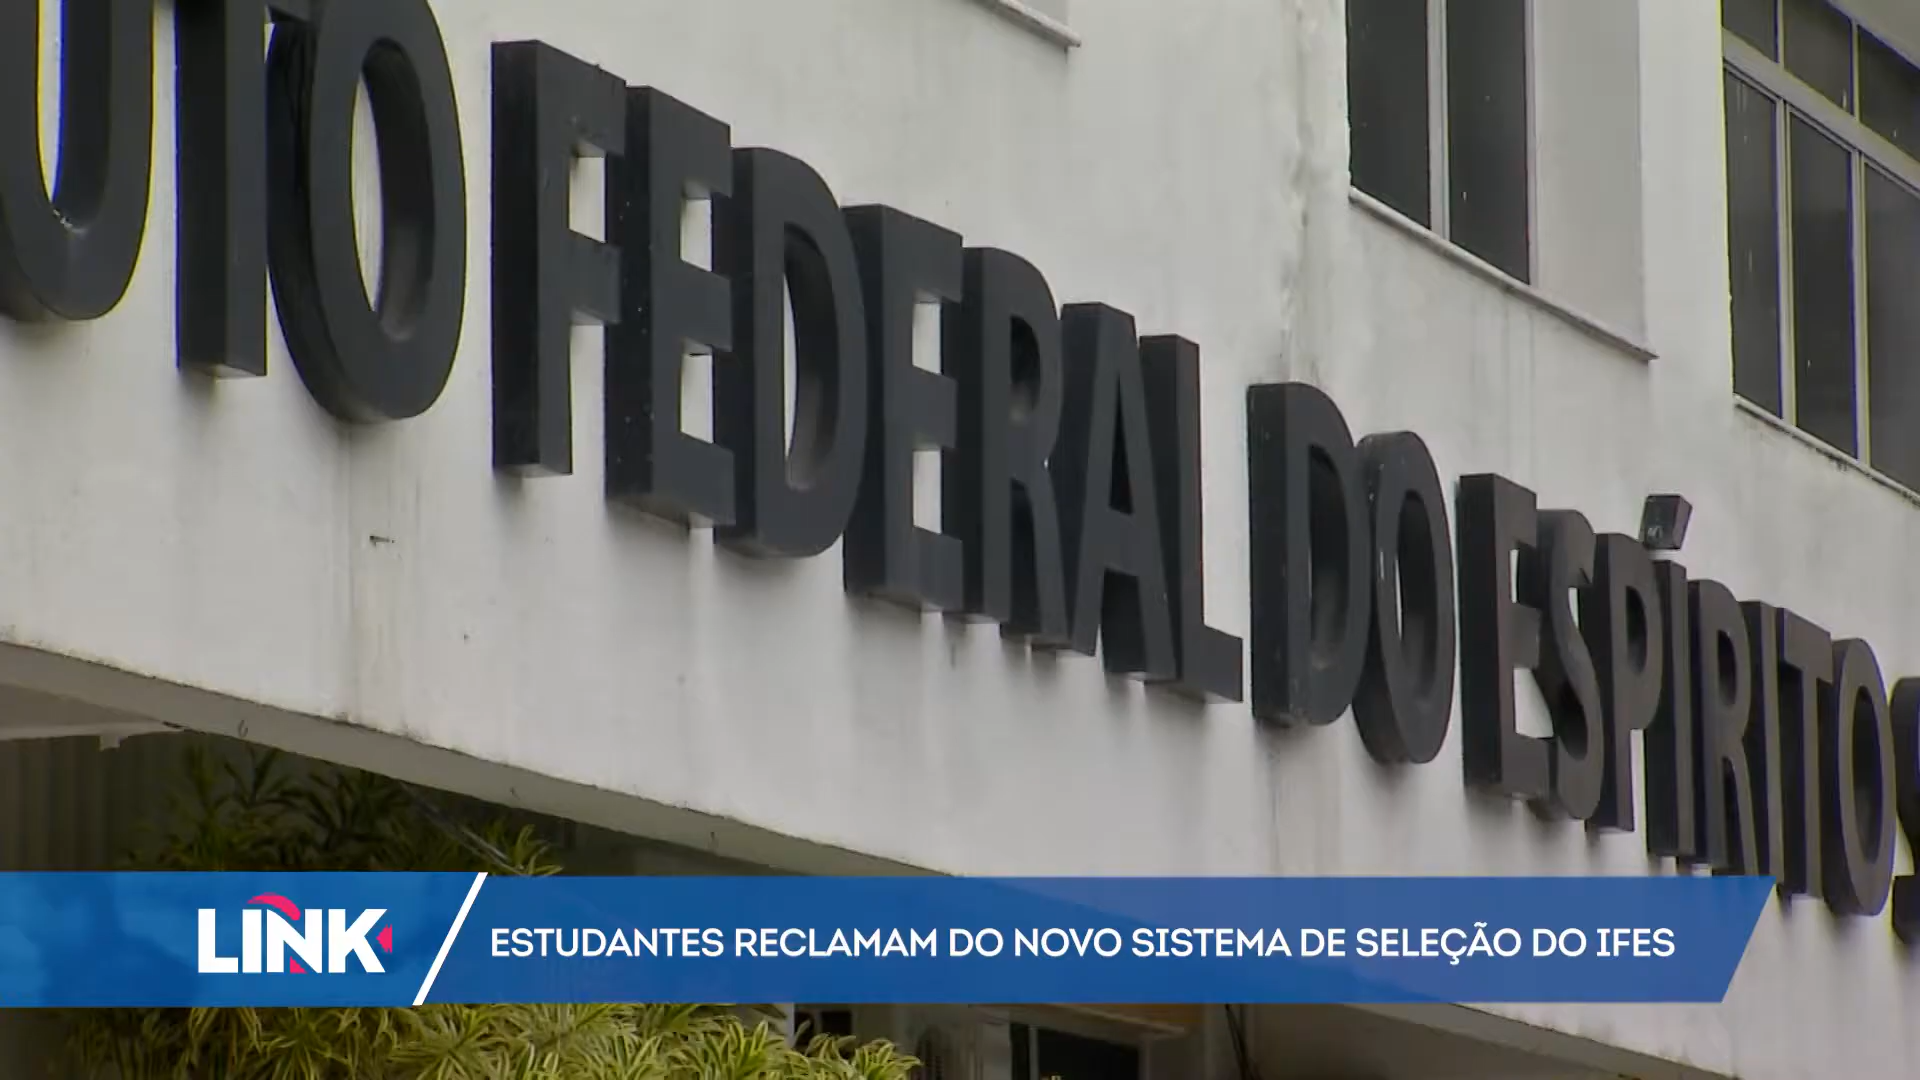 UTO FEDERAL DO ESPÍRITO S
LINK
ESTUDANTES RECLAMAM DO NOVO SISTEMA DE SELEÇÃO DO IFES